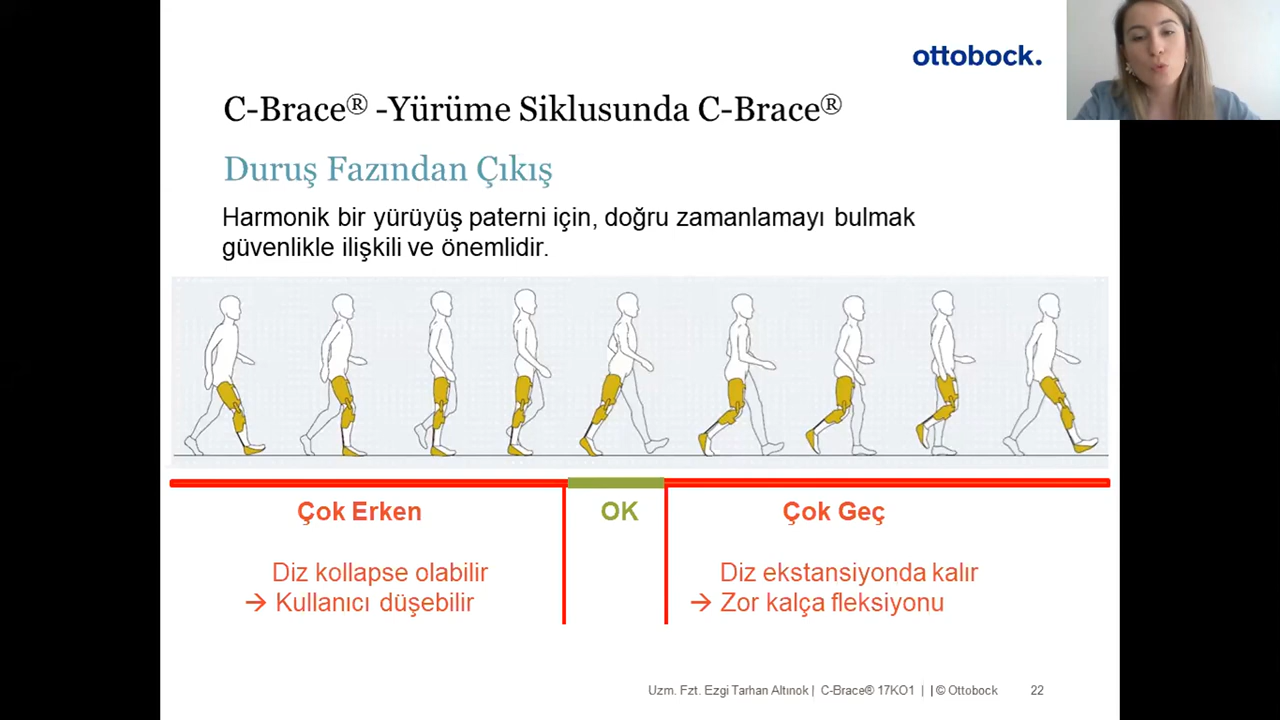 ottobock.
C-Brace® -Yürüme Siklusunda C-Brace®
Duruş Fazından Çıkış
Harmonik bir yürüyüş paterni için, doğru zamanlamayı bulmak
güvenlikle ilişkili ve önemlidir.
Çok Erken
OK
Çok Geç
Diz kollapse olabilir
→ Kullanıcı düşebilir
Diz ekstansiyonda kalır
→ Zor kalça fleksiyonu
Uzm. Fzt. Ezgi Tarhan Altınok | C-Brace® 17KO1 | | © Ottobock 22